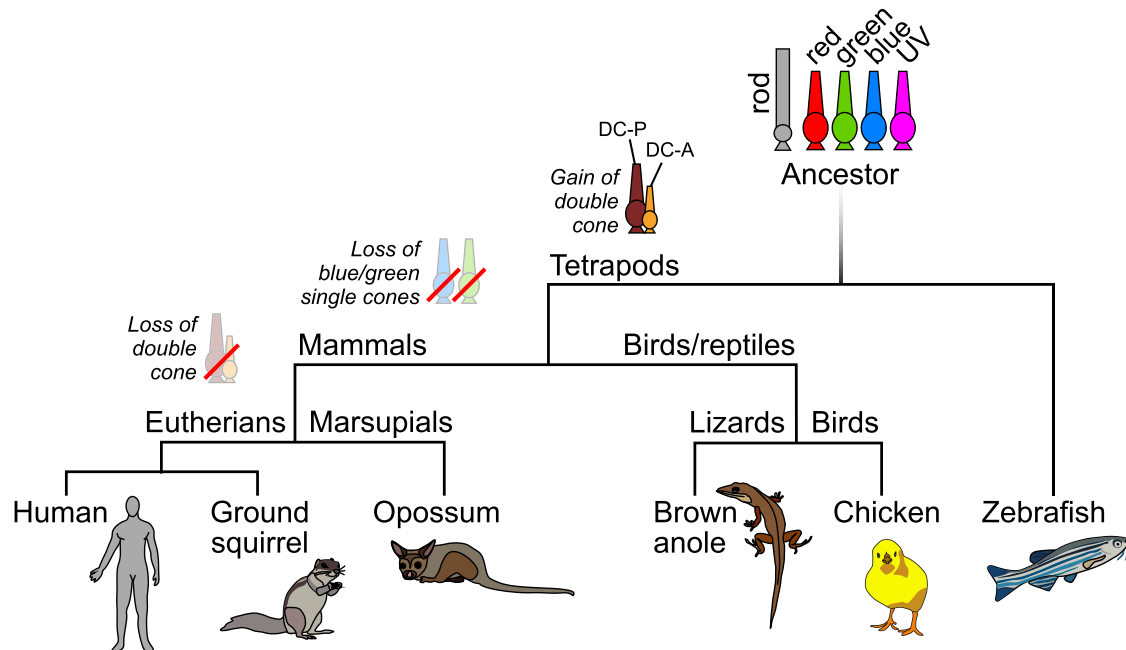 rod
red
green
blue
UV
Ancestor
DC-P
DC-A
Gain of
double
cone
Tetrapods
Loss of
blue/green
single cones
Loss of
double
cone
Mammals
Birds/reptiles
Eutherians
Marsupials
Lizards
Birds
Human
Ground
squirrel
Opossum
Brown
anole
Chicken
Zebrafish